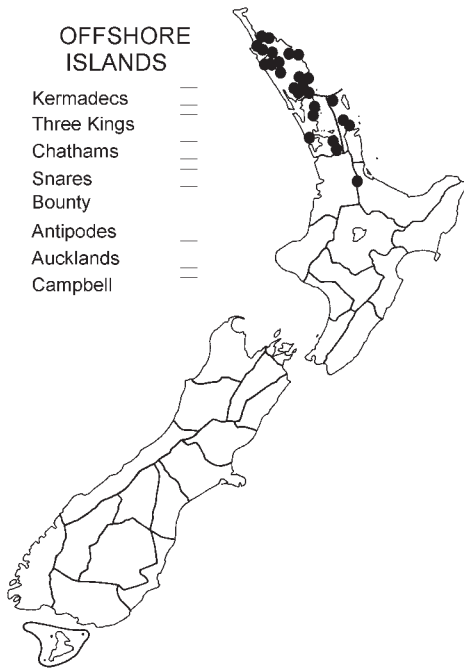 OFFSHORE
ISLANDS
Kermadecs
Three Kings
Chathams
Snares
Bounty
Antipodes
Aucklands
Campbell